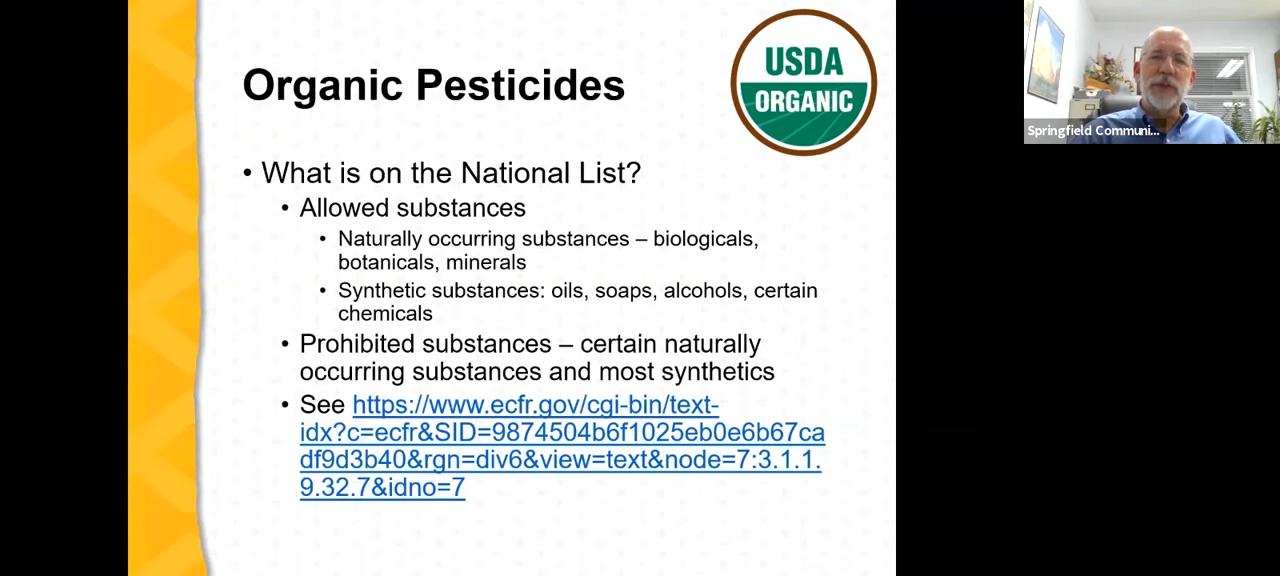 Organic Pesticides
USDA
ORGANIC
• What is on the National List?
• Allowed substances
• Naturally occurring substances – biologicals,
botanicals, minerals
• Synthetic substances: oils, soaps, alcohols, certain
chemicals
• Prohibited substances – certain naturally
occurring substances and most synthetics
• See https://www.ecfr.gov/cgi-bin/text-
idx?c=ecfr&SID=9874504b6f1025eb0e6b67ca
df9d3b40&rgn=div6&view=text&node=7:3.1.1.
9.32.7&idno=7
Springfield Communi...